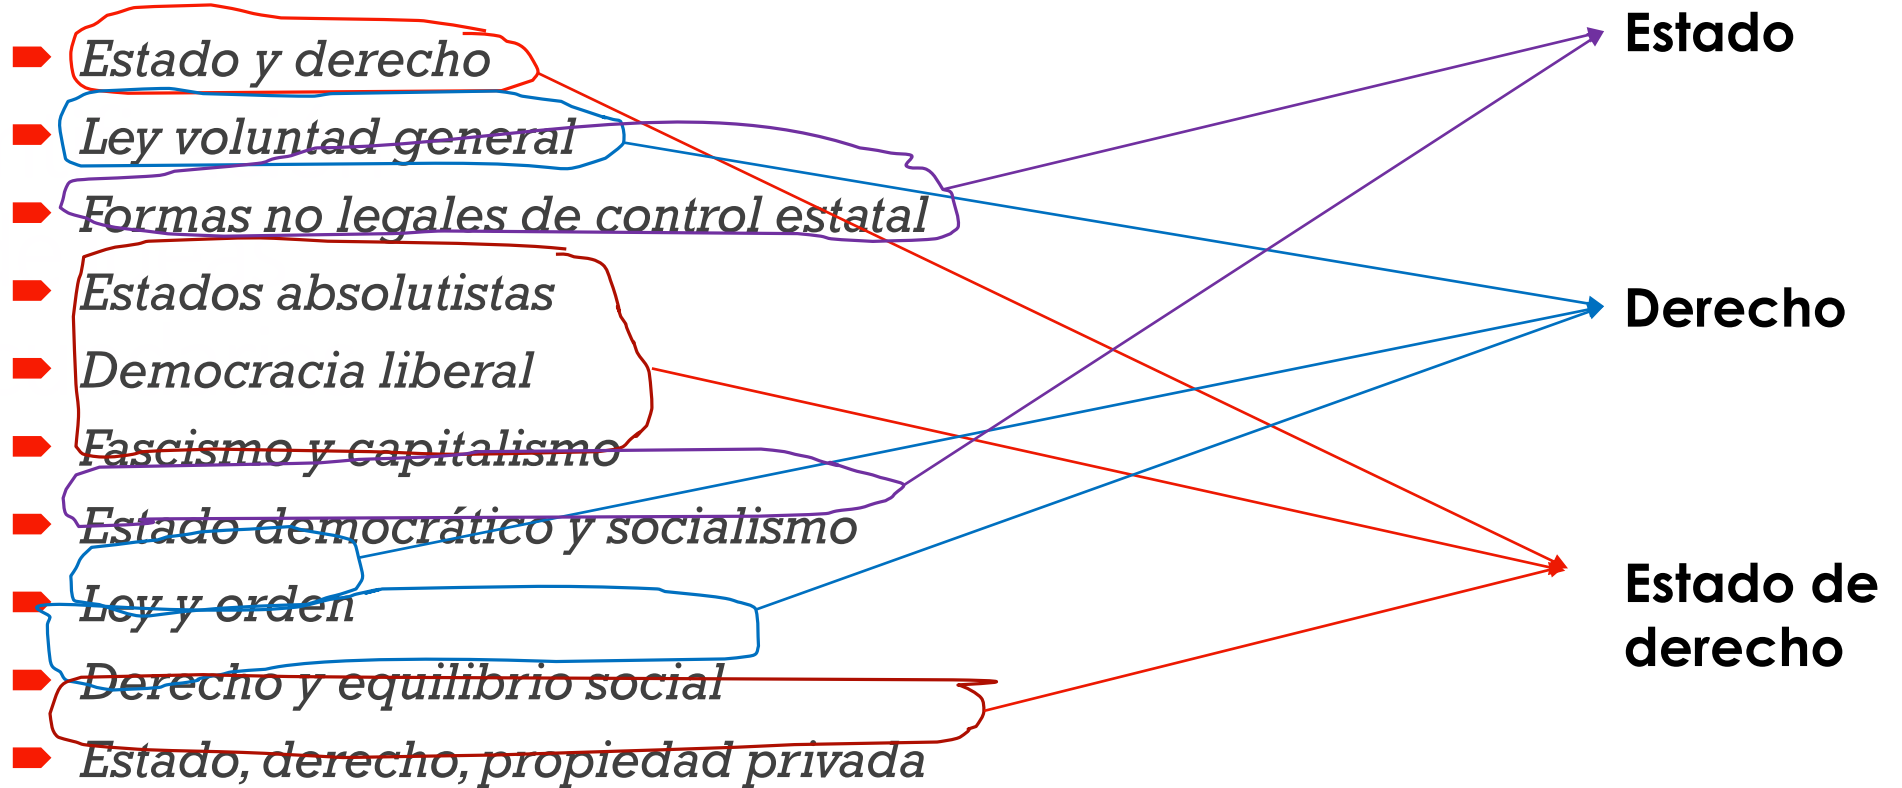 Estado y derecho
Ley voluntad general
Formas no legales de control estatal
Estados absolutistas
Democracia liberal
Fascismo y capitalismo
Estado democrático y socialismo
Ley y orden
Derecho y equilibrio social
Estado, derecho, propiedad privada
Estado
Derecho
Estado de
derecho